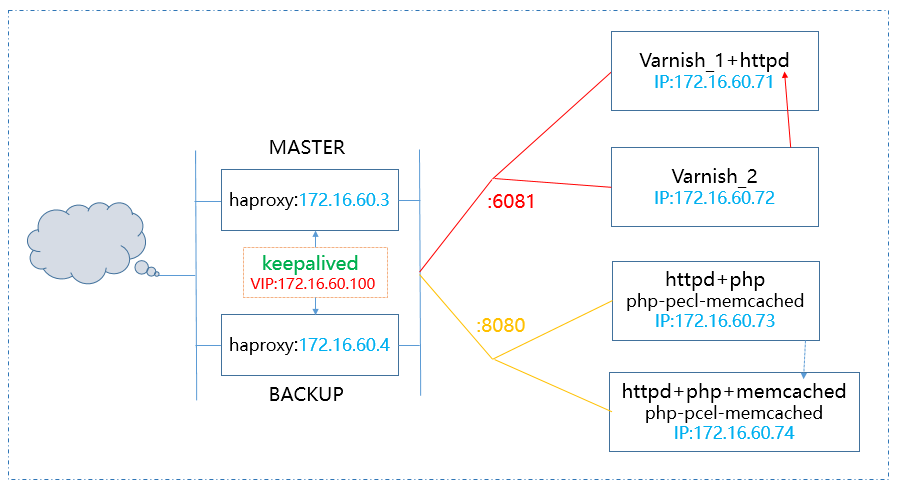 Varnish_1+httpd
IP:172.16.60.71
MASTER
haproxy:172.16.60.3
Varnish_2
IP:172.16.60.72
:6081
keepalived
VIP:172.16.60.100
httpd+php
php-pecl-memcached
IP:172.16.60.73
:8080
haproxy:172.16.60.4
BACKUP
httpd+php+memcached
php-pcel-memcached
IP:172.16.60.74